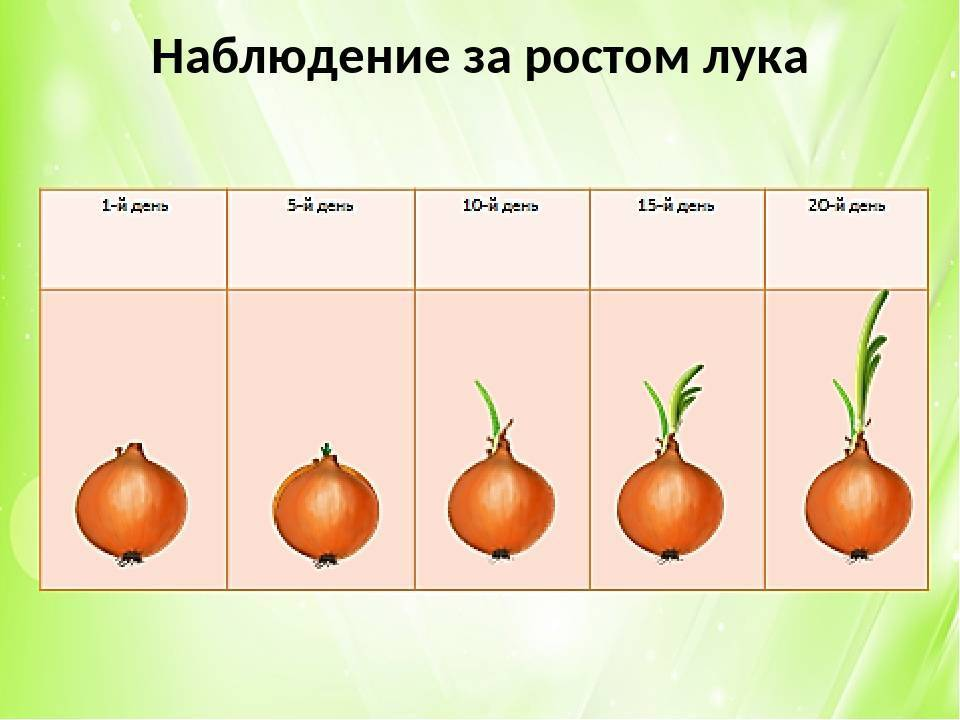 Наблюдение за ростом лука
1-й день 5-й день 10-й день 15-й день 20-й день